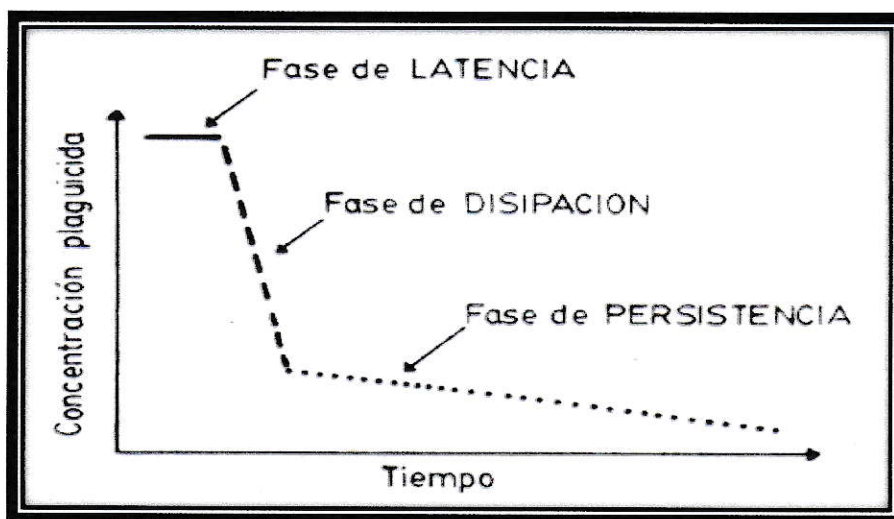 Fase de LATENCIA
Concentración plaguicida
Fase de DISIPACION
Fase de PERSISTENCIA
Tiempo